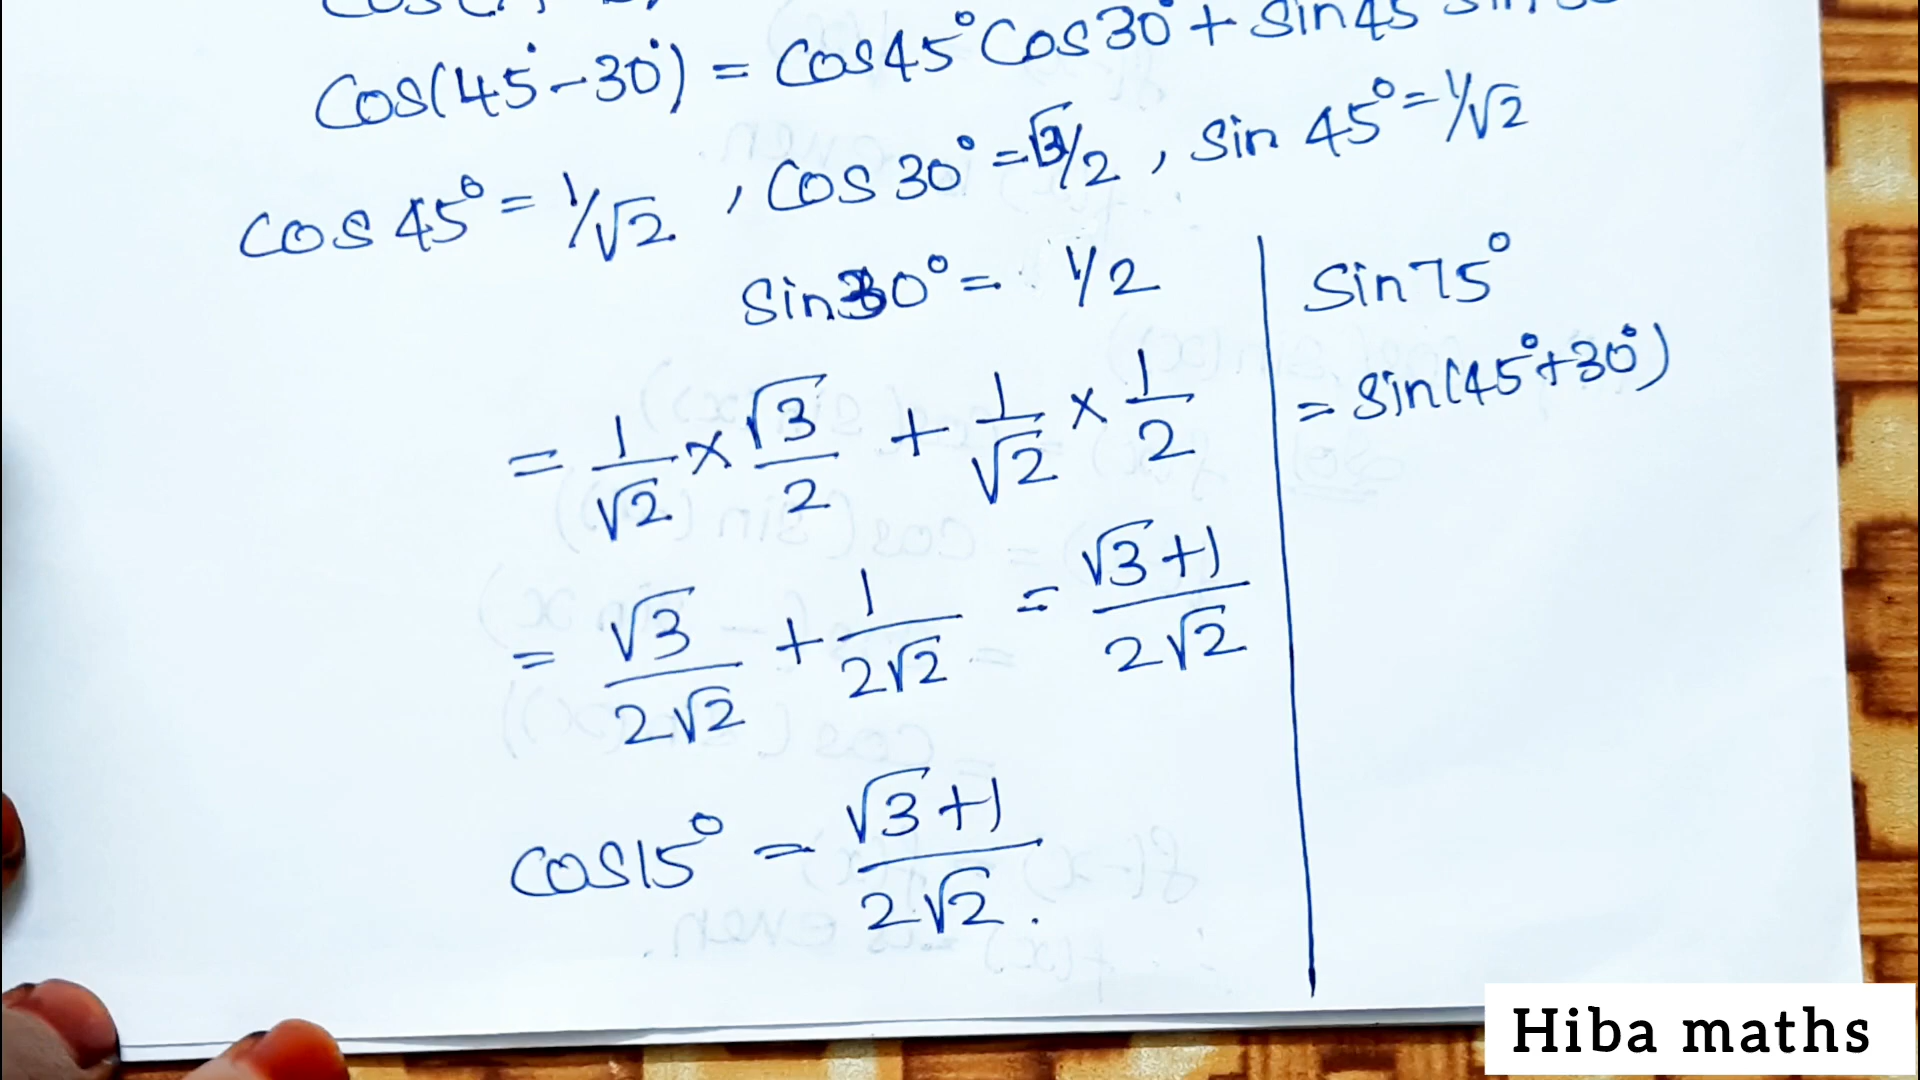 Cos(45°-30°) = Cos45°Cos30°+ Sin45
cos 45° = 1/√2 , Cos 30° = √3/2 , Sin 45° = 1/√2
Sin30° = 1/2
= 1/√2 × √3/2 + 1/√2 × 1/2
= √3/2√2 + 1/2√2 = √3+1/2√2
cos15° = √3+1/2√2.
Sin75°
= Sin(45°+30°)
Hiba maths